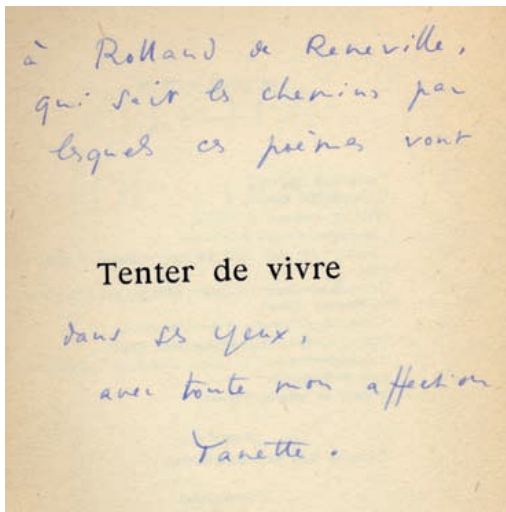 à Rolland de Reneville,
qui sait les chemins par
lesquels ces poèmes vont
Tenter de vivre
dans ses yeux,
avec toute mon affection
Yanette.